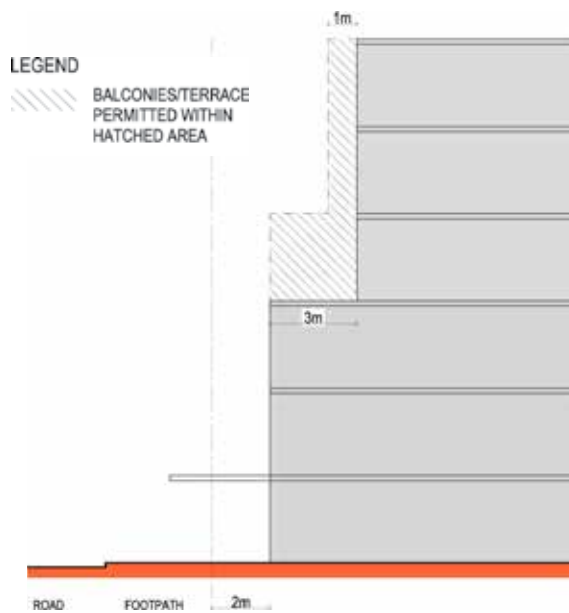 1m
LEGEND
BALCONIES/TERRACE
PERMITTED WITHIN
HATCHED AREA
3m
ROAD
FOOTPATH
2m